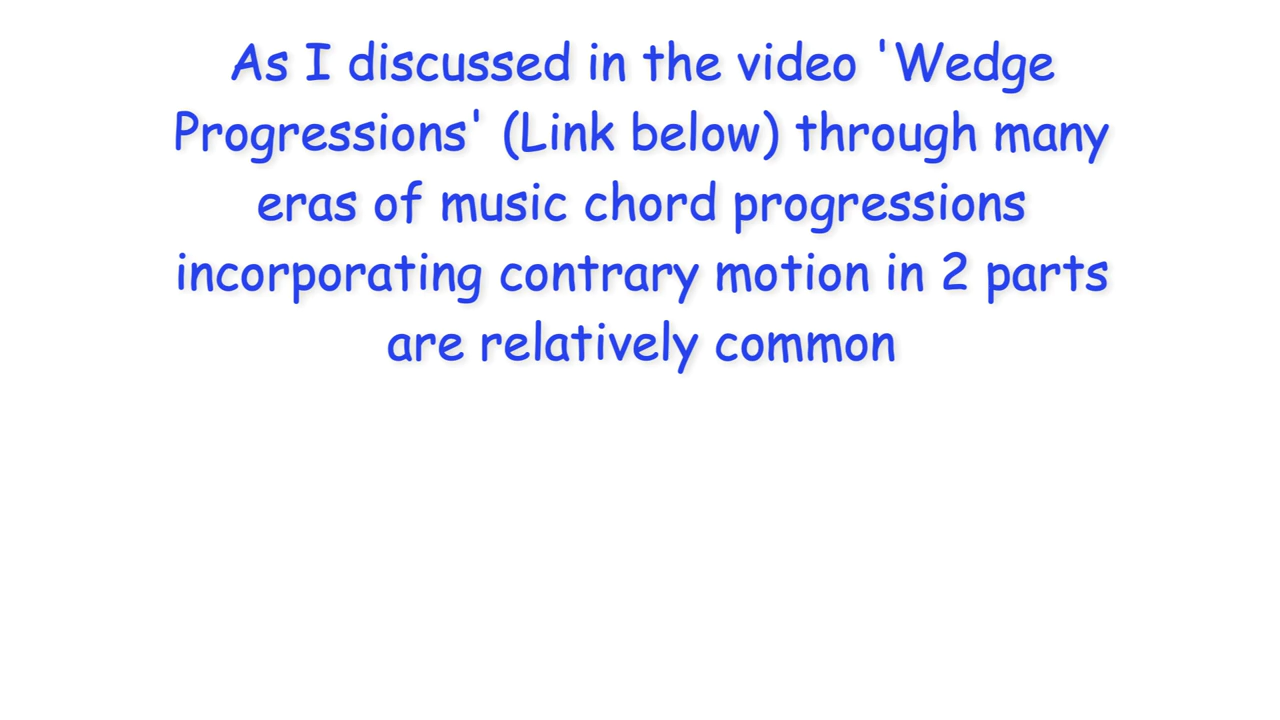 As I discussed in the video 'Wedge
Progressions' (Link below) through many
eras of music chord progressions
incorporating contrary motion in 2 parts
are relatively common